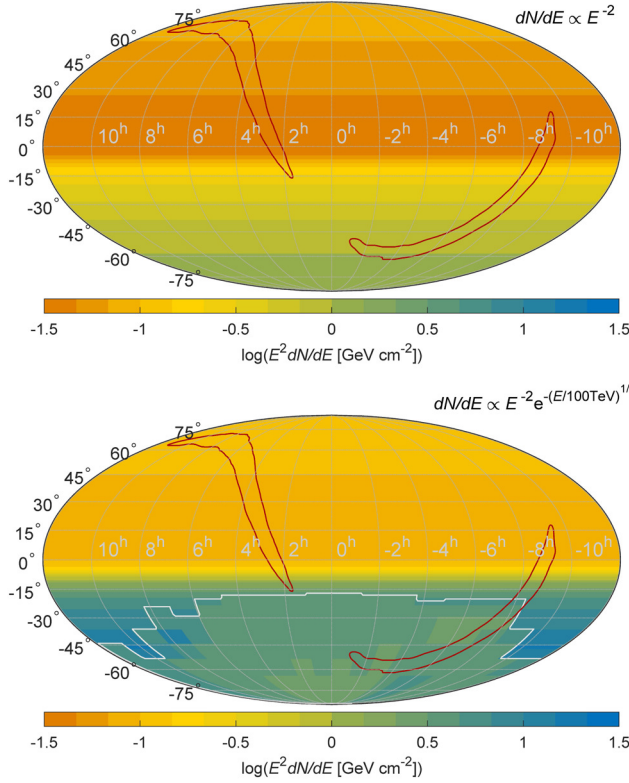 dN/dE ∝ E⁻²
75°
60°
45°
30°
15°
0°
-15°
-30°
-45°
-60°
-75°
10ʰ 8ʰ 6ʰ 4ʰ 2ʰ 0ʰ -2ʰ -4ʰ -6ʰ -8ʰ -10ʰ
-1.5 -1 -0.5 0 0.5 1 1.5
log(E²dN/dE [GeV cm⁻²])
dN/dE ∝ E⁻²e⁻⁽ᴱ/¹⁰⁰ᵀᵉⱽ⁾^1/
75°
60°
45°
30°
15°
0°
-15°
-30°
-45°
-60°
-75°
10ʰ 8ʰ 6ʰ 4ʰ 2ʰ 0ʰ -2ʰ -4ʰ -6ʰ -8ʰ -10ʰ
-1.5 -1 -0.5 0 0.5 1 1.5
log(E²dN/dE [GeV cm⁻²])